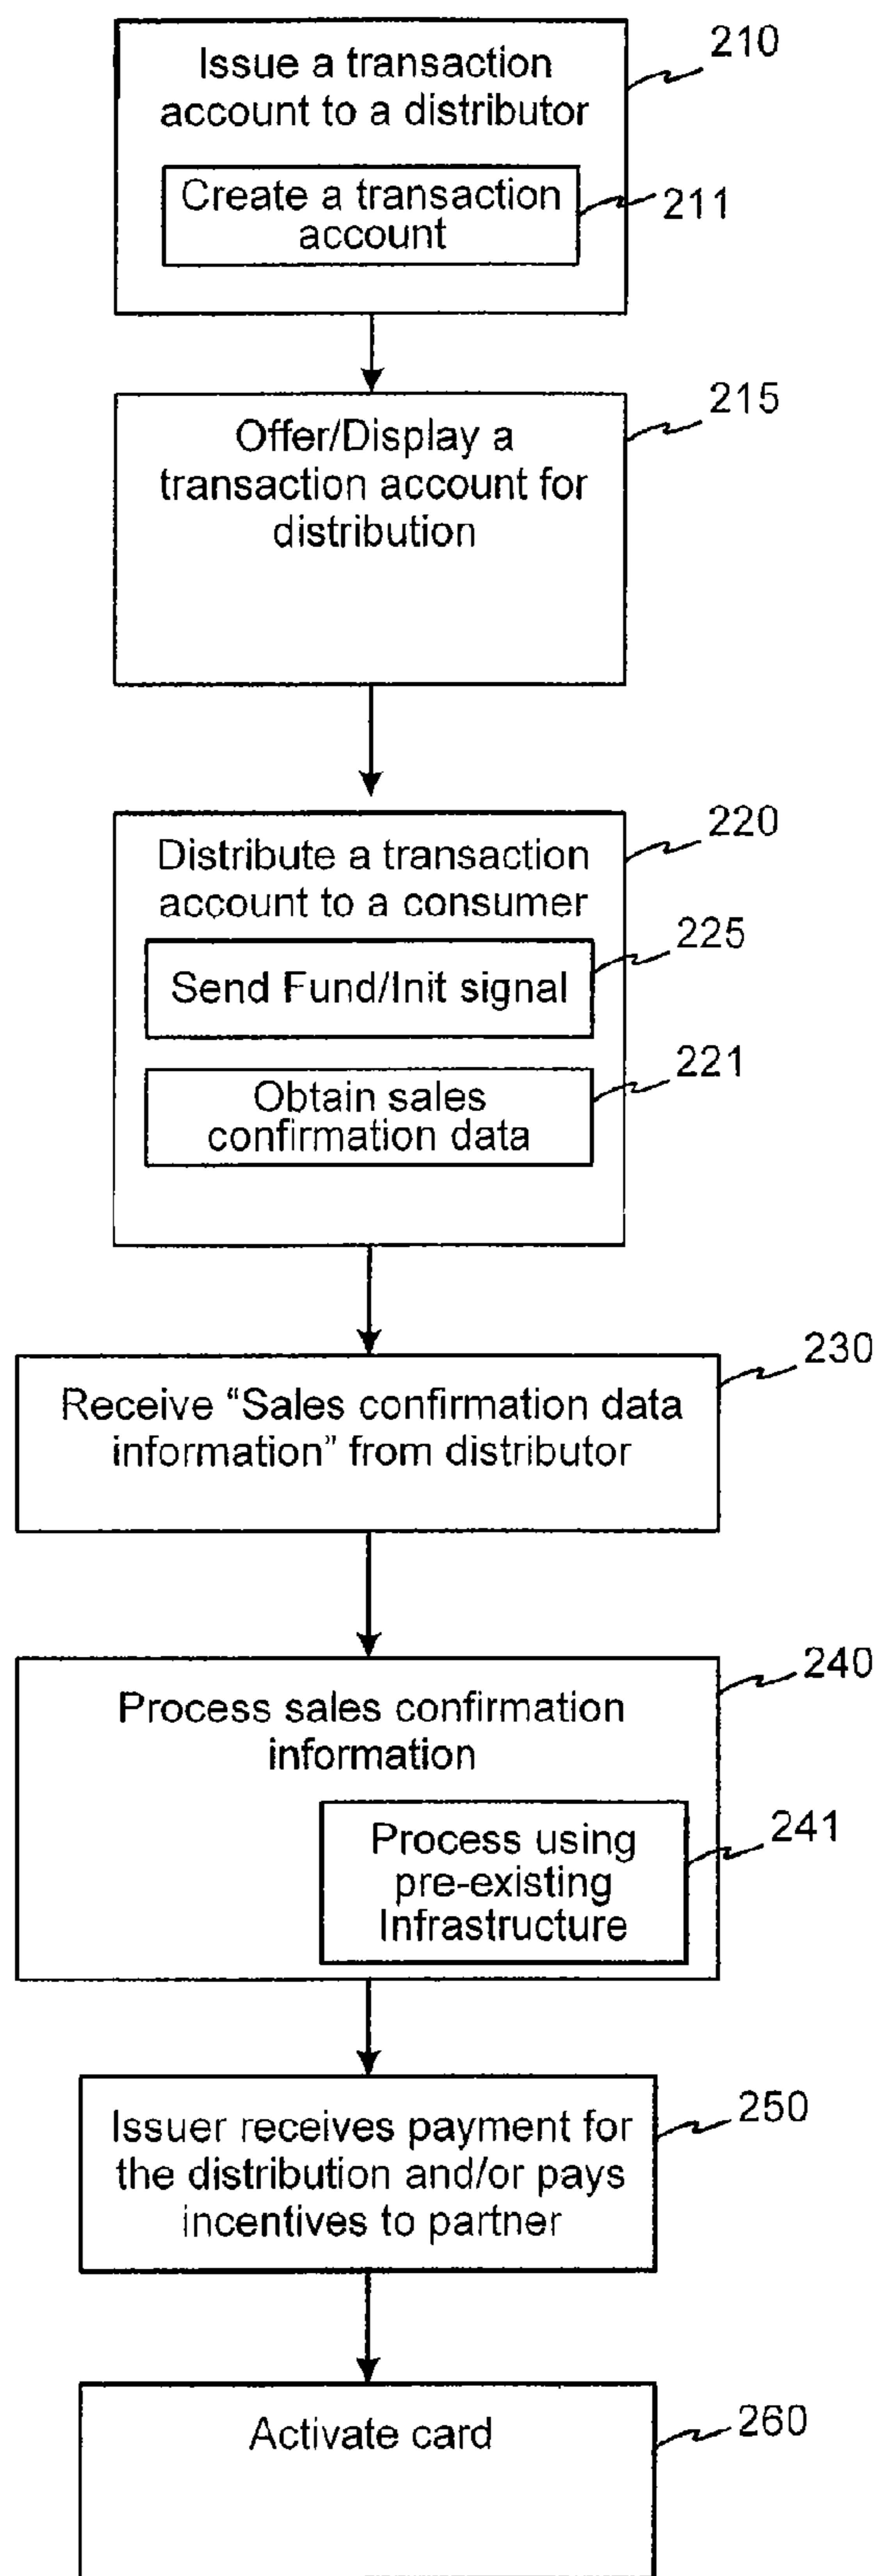 210
Issue a transaction
account to a distributor
Create a transaction
account
211
215
Offer/Display a
transaction account for
distribution
220
Distribute a transaction
account to a consumer
225
Send Fund/Init signal
221
Obtain sales
confirmation data
230
Receive “Sales confirmation data
information” from distributor
240
Process sales confirmation
information
241
Process using
pre-existing
Infrastructure
250
Issuer receives payment for
the distribution and/or pays
incentives to partner
260
Activate card